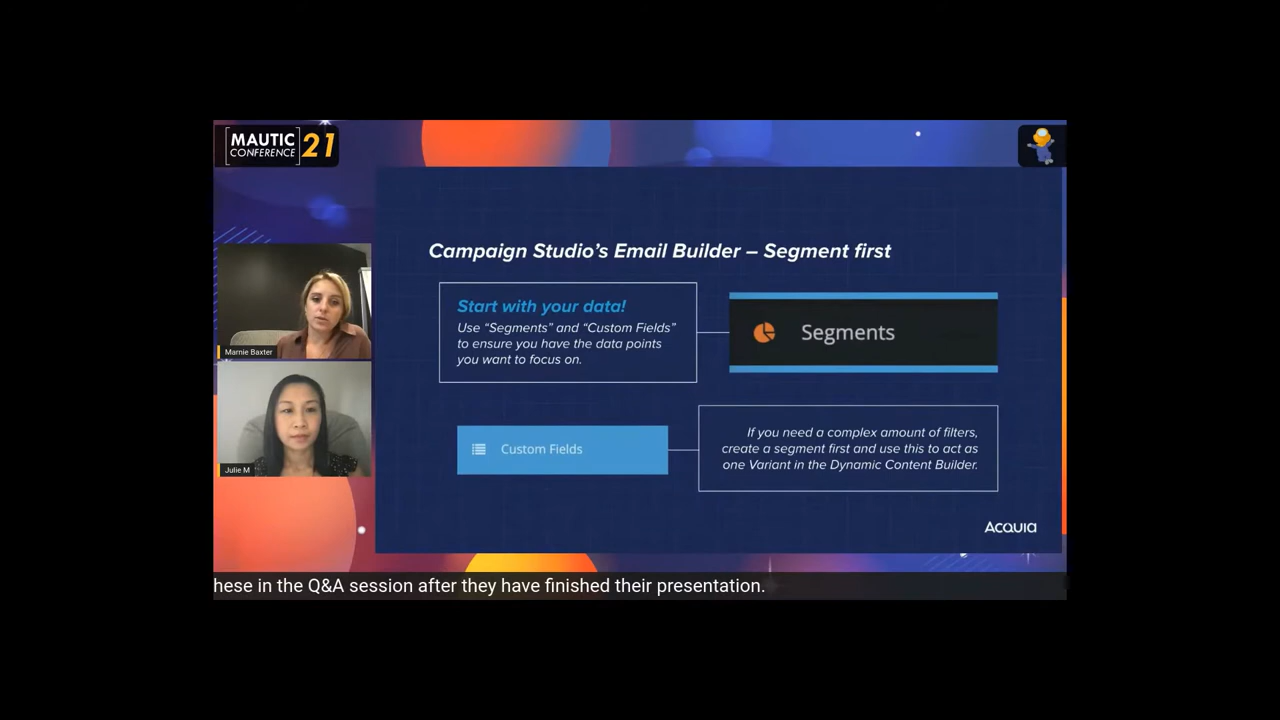 MAUTIC
CONFERENCE
21
Campaign Studio’s Email Builder – Segment first
Start with your data!
Use “Segments” and “Custom Fields”
to ensure you have the data points
you want to focus on.
Segments
Marnie Baxter
Custom Fields
If you need a complex amount of filters,
create a segment first and use this to act as
one Variant in the Dynamic Content Builder.
Julie M
ACQUIA
hese in the Q&A session after they have finished their presentation.